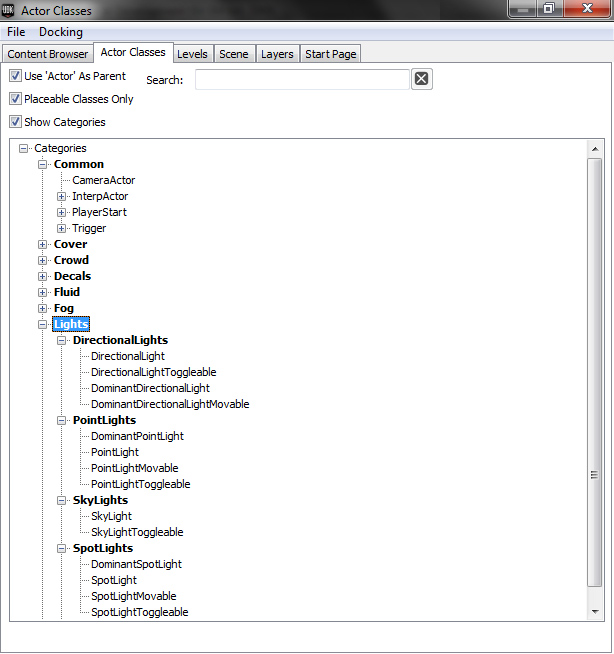 UDK Actor Classes
File Docking
Content Browser Actor Classes Levels Scene Layers Start Page
Use 'Actor' As Parent Search:
Placeable Classes Only
Show Categories
Categories
Common
CameraActor
InterpActor
PlayerStart
Trigger
Cover
Crowd
Decals
Fluid
Fog
Lights
DirectionalLights
DirectionalLight
DirectionalLightToggleable
DominantDirectionalLight
DominantDirectionalLightMovable
PointLights
DominantPointLight
PointLight
PointLightMovable
PointLightToggleable
SkyLights
SkyLight
SkyLightToggleable
SpotLights
DominantSpotLight
SpotLight
SpotLightMovable
SpotLightToggleable